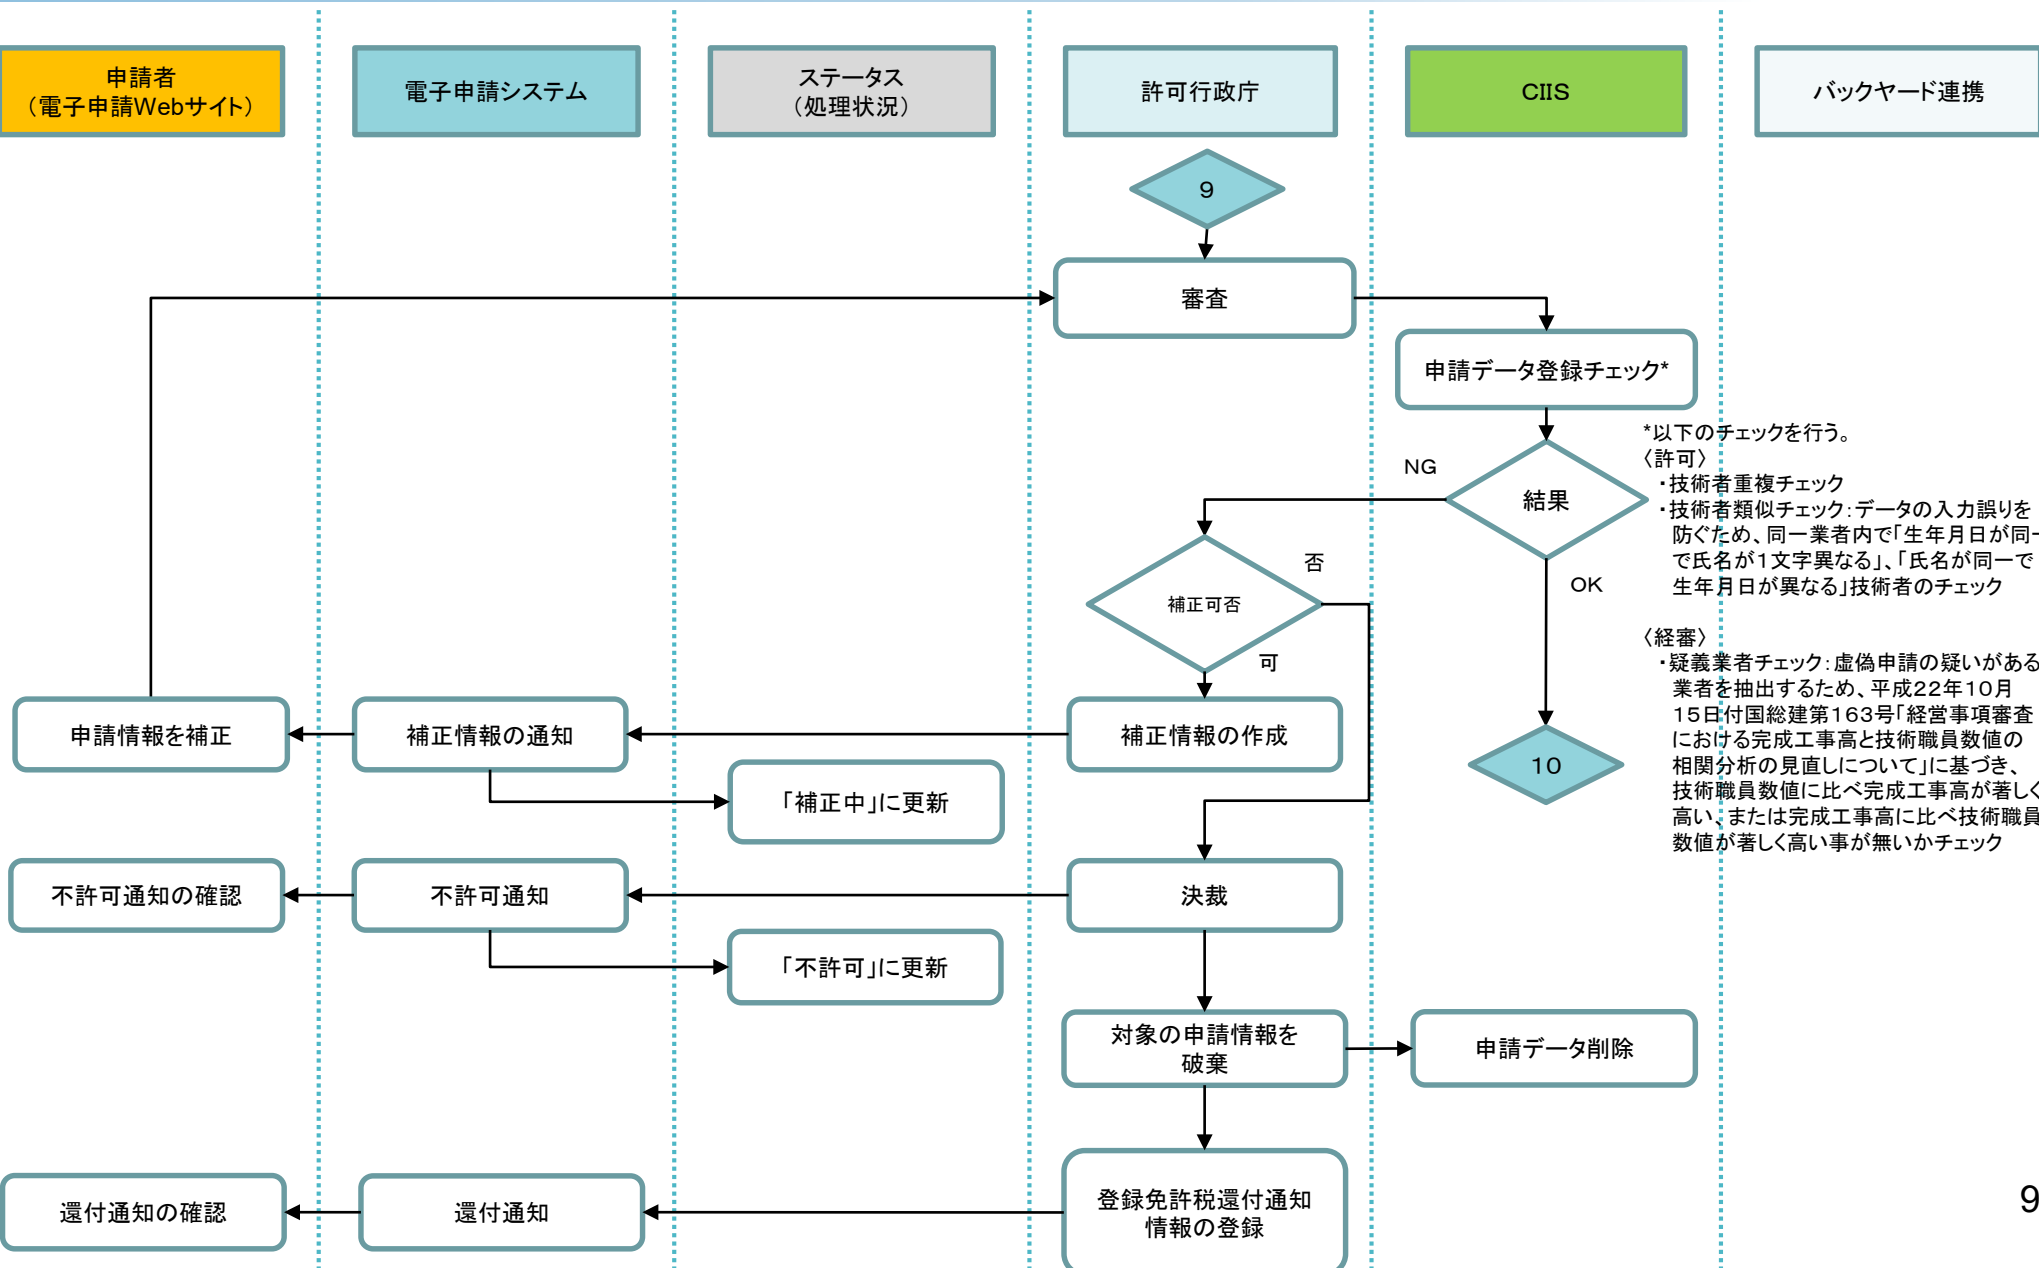 申請者
（電子申請Webサイト）
電子申請システム
ステータス
（処理状況）
許可行政庁
CIIS
バックヤード連携
９
審査
申請データ登録チェック*
*以下のチェックを行う。
〈許可〉
・技術者重複チェック
・技術者類似チェック：データの入力誤りを
防ぐため、同一業者内で「生年月日が同一
で氏名が１文字異なる」、「氏名が同一で
生年月日が異なる」技術者のチェック
〈経審〉
・疑義業者チェック：虚偽申請の疑いがある
業者を抽出するため、平成２２年１０月
１５日付国総建第１６３号「経営事項審査
における完成工事高と技術職員数値の
相関分析の見直しについて」に基づき、
技術職員数値に比べ完成工事高が著しく
高い、または完成工事高に比べ技術職員
数値が著しく高い事が無いかチェック
NG
結果
OK
否
補正可否
可
申請情報を補正
補正情報の通知
補正情報の作成
１０
「補正中」に更新
不許可通知の確認
不許可通知
決裁
「不許可」に更新
対象の申請情報を
破棄
申請データ削除
還付通知の確認
還付通知
登録免許税還付通知
情報の登録
9